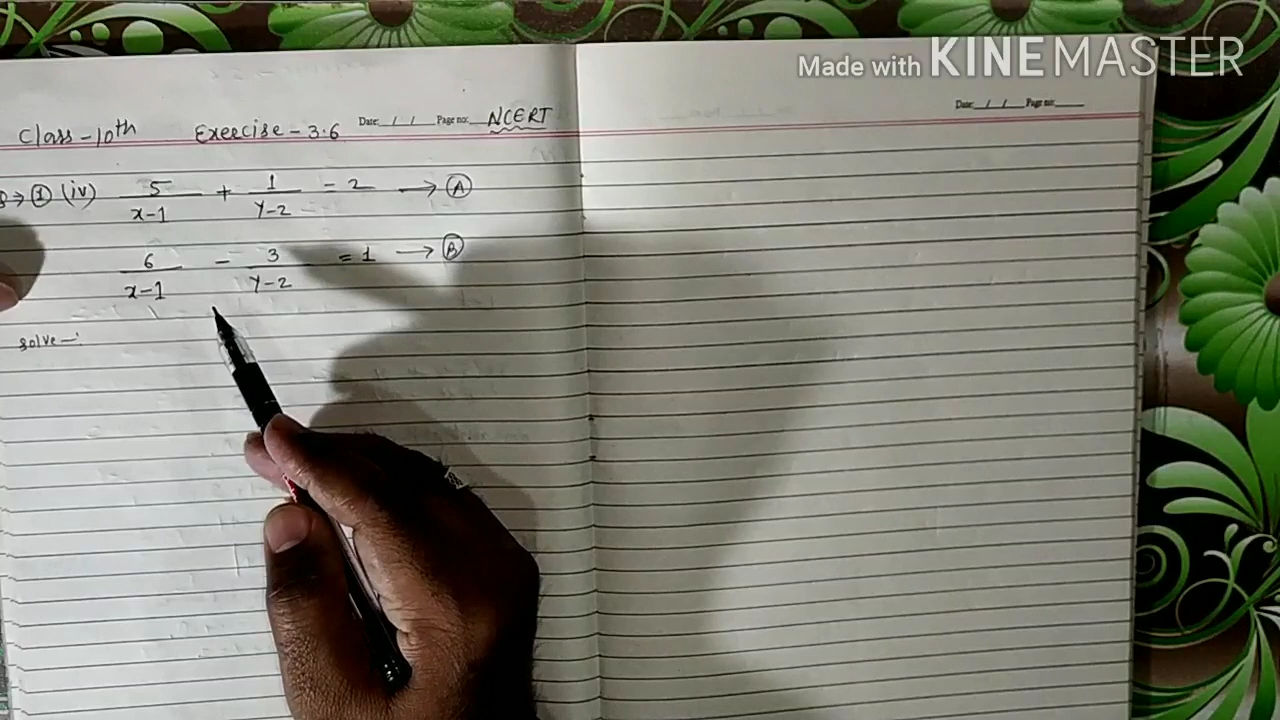 Made with KINEMASTER
Date: / / Page no:
Class-10th Exercise-3.6 Date: / / Page no: NCERT
→ ① (iv) 5/(x-1) + 1/(y-2) = 2 → Ⓐ
6/(x-1) - 3/(y-2) = 1 → Ⓑ
solve-: